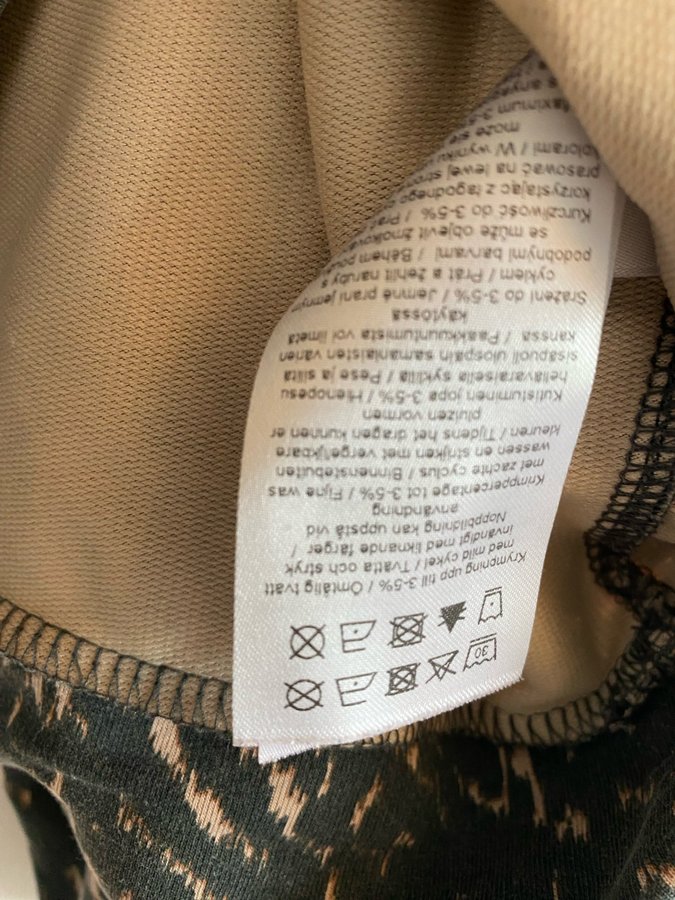 30
Krympning upp till 3-5% / Ömtålig tvätt
med mild cykel / Tvätta och stryk
invändigt med liknande färger /
Noppbildning kan uppstå vid
användning
Krimppercentage tot 3-5% / Fijne was
met zachte cyclus / Binnenstebuiten
wassen en strijken met vergelijkbare
kleuren / Tijdens het dragen kunnen er
pluizen vormen
Kutistuminen jopa 3-5% / Hienopesu
hellävaraisella syklillä / Pese ja silitä
sisäpuoli ulospäin samanlaisten värien
kanssa / Paakkuuntumista voi ilmetä
käytössä
Sražení do 3-5% / Jemné praní jemným
cyklem / Prát a žehlit naruby s
podobnými barvami / Během
se může objevit
Kurczliwość do 3-5% /
korzystając z łagodnego
prasować na lewej
kolorami / W wyniku
może się